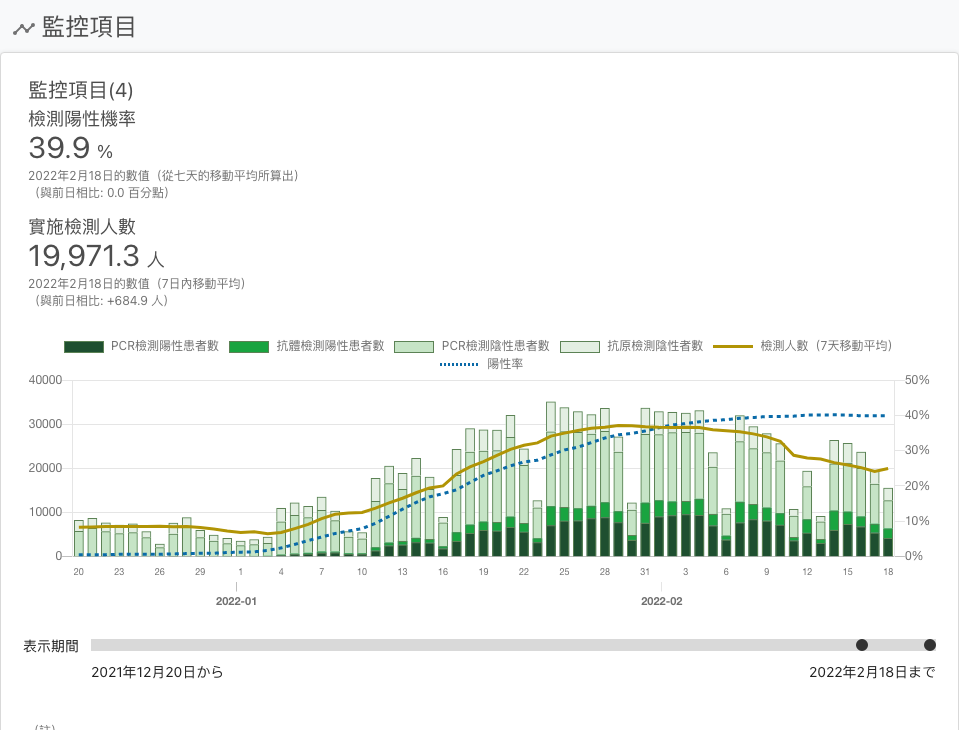 監控項目
監控項目(4)
檢測陽性機率
39.9 %
2022年2月18日的數值（從七天的移動平均所算出）
（與前日相比: 0.0 百分點）
實施檢測人數
19,971.3 人
2022年2月18日的數值（7日內移動平均）
（與前日相比: +684.9 人）
PCR檢測陽性患者數 抗體檢測陽性患者數 PCR檢測陰性患者數 抗原檢測陰性者數 檢測人數（7天移動平均）
陽性率
40000 50%
40%
30000
30%
20000
20%
10000
10%
0 0%
20 23 26 29 1 4 7 10 13 16 19 22 25 28 31 3 6 9 12 15 18
2022-01 2022-02
表示期間
2021年12月20日から 2022年2月18日まで
（註）